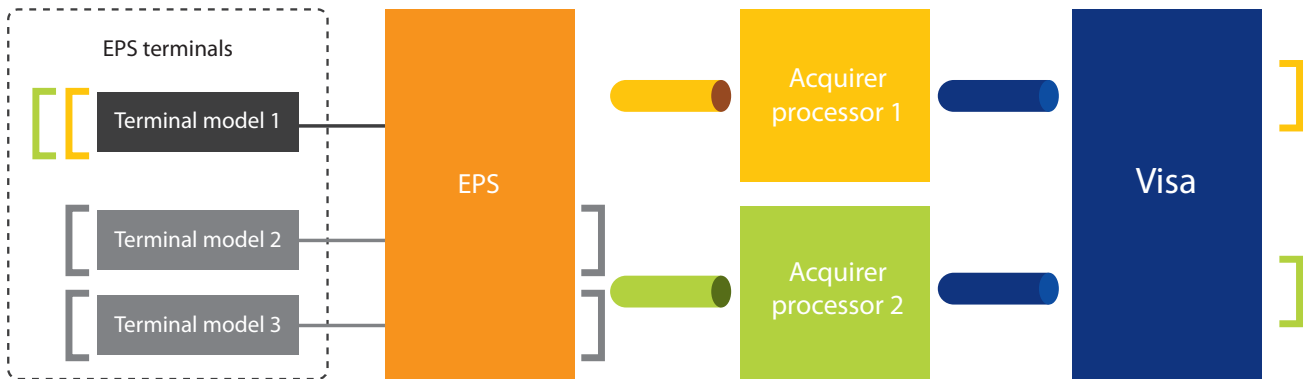 EPS terminals
Terminal model 1
Terminal model 2
Terminal model 3
EPS
Acquirer
processor 1
Acquirer
processor 2
Visa